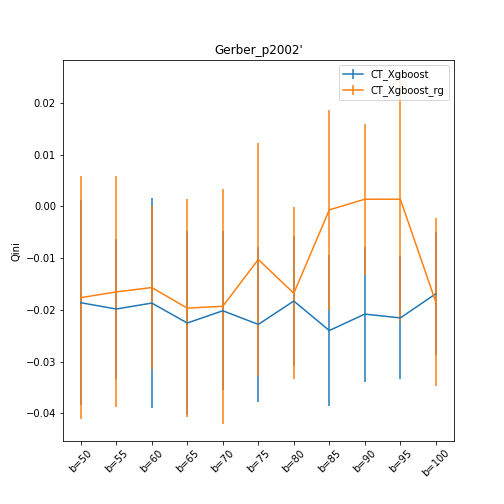 Gerber_p2002'
CT_Xgboost
CT_Xgboost_rg
Qini
0.02
0.01
0.00
−0.01
−0.02
−0.03
−0.04
b=50
b=55
b=60
b=65
b=70
b=75
b=80
b=85
b=90
b=95
b=100